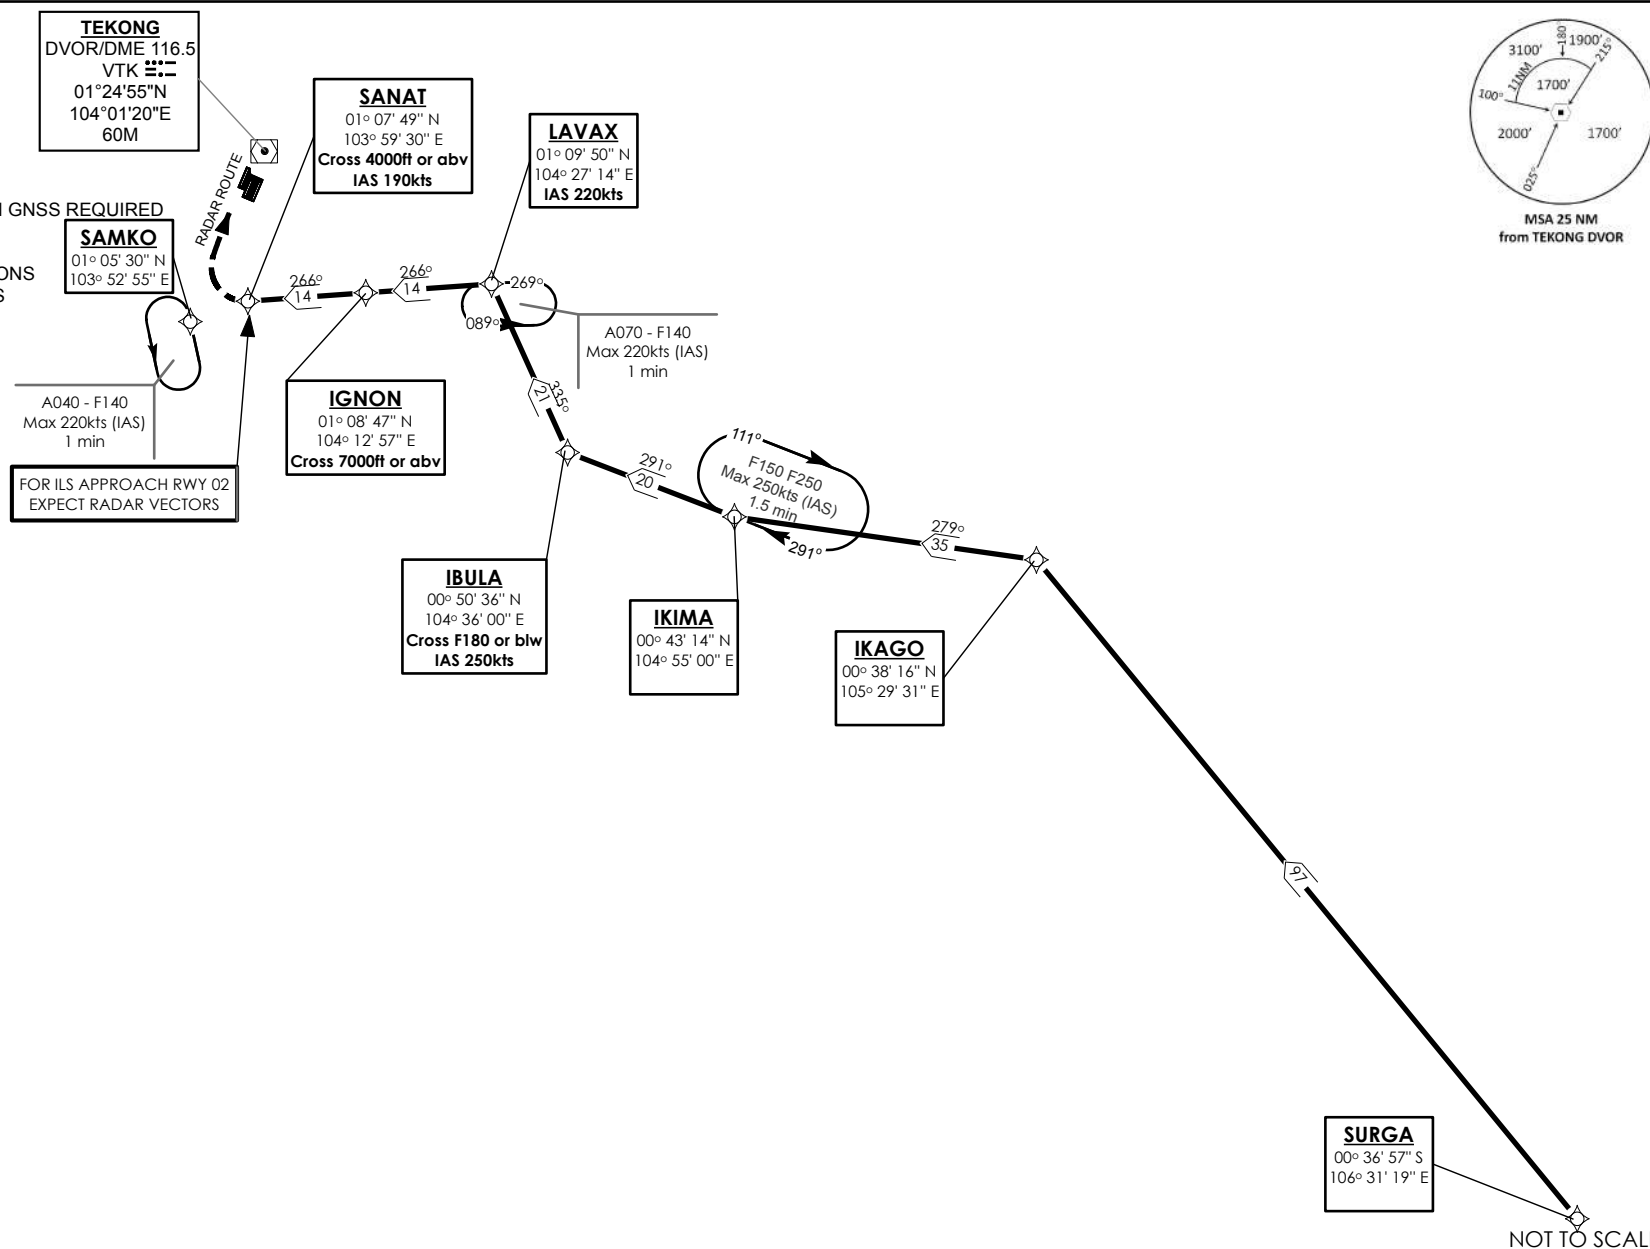 TEKONG
DVOR/DME 116.5
VTK
01°24'55"N
104°01'20"E
60M
SANAT
01° 07' 49" N
103° 59' 30" E
Cross 4000ft or abv
IAS 190kts
LAVAX
01° 09' 50" N
104° 27' 14" E
IAS 220kts
3100'
180°
1900'
215°
11NM
1700'
100°
2000'
1700'
025°
MSA 25 NM
from TEKONG DVOR
RADAR ROUTE
GNSS REQUIRED
SAMKO
01° 05' 30" N
103° 52' 55" E
266°
14
266°
14
269°
089°
A070 - F140
Max 220kts (IAS)
1 min
A040 - F140
Max 220kts (IAS)
1 min
335°
21
IGNON
01° 08' 47" N
104° 12' 57" E
Cross 7000ft or abv
FOR ILS APPROACH RWY 02
EXPECT RADAR VECTORS
291°
20
111°
F150 F250
Max 250kts (IAS)
1.5 min
291°
279°
35
IBULA
00° 50' 36" N
104° 36' 00" E
Cross F180 or blw
IAS 250kts
IKIMA
00° 43' 14" N
104° 55' 00" E
IKAGO
00° 38' 16" N
105° 29' 31" E
97
SURGA
00° 36' 57" S
106° 31' 19" E
NOT TO SCAL